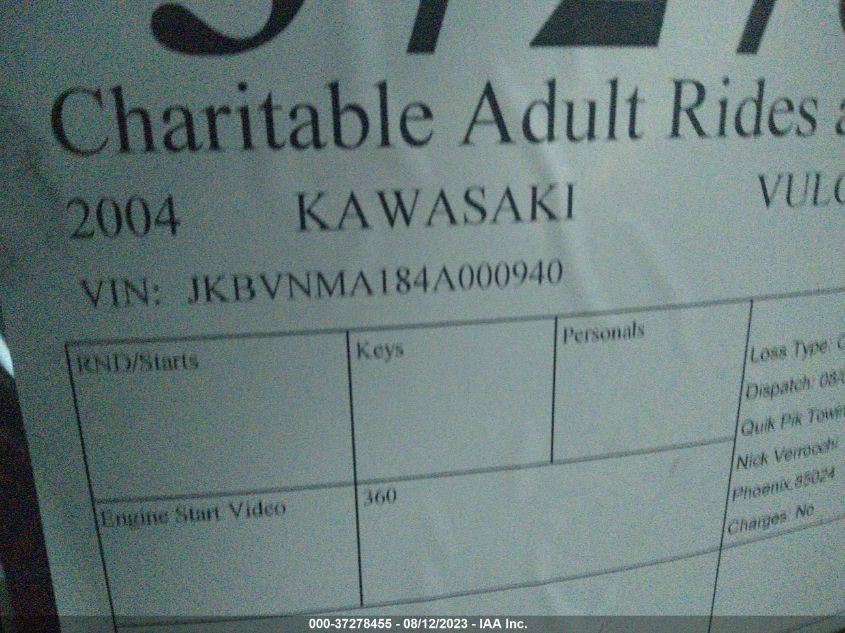 Charitable Adult Rides
2004 KAWASAKI
VIN: JKBVNMA184A000940
RND/Starts Keys Personals
Engine Start Video 360
Loss Type:
Dispatch:
Quik Pik
Nick Verrocchi
Phoenix,85024
Charges: No
000-37278455 - 08/12/2023 - IAA Inc.